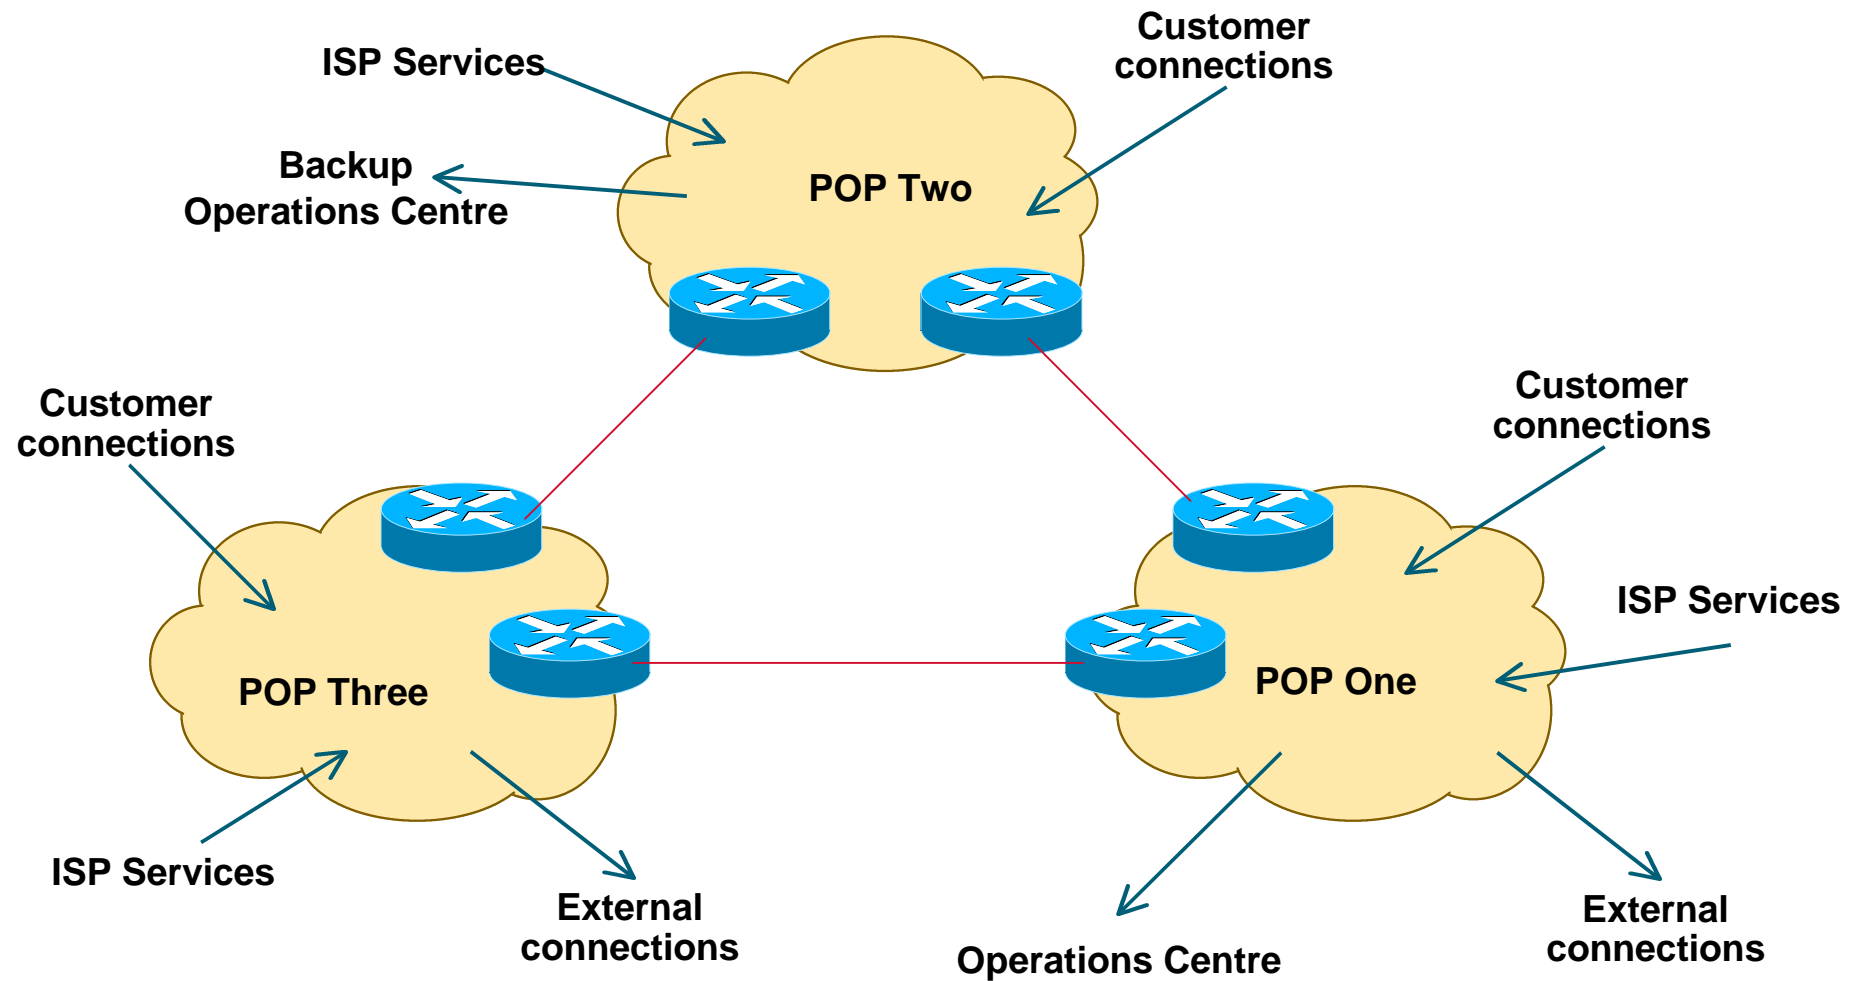 Customer
connections
ISP Services
Backup
Operations Centre
POP Two
Customer
connections
Customer
connections
ISP Services
POP Three
POP One
ISP Services
External
connections
External
connections
Operations Centre